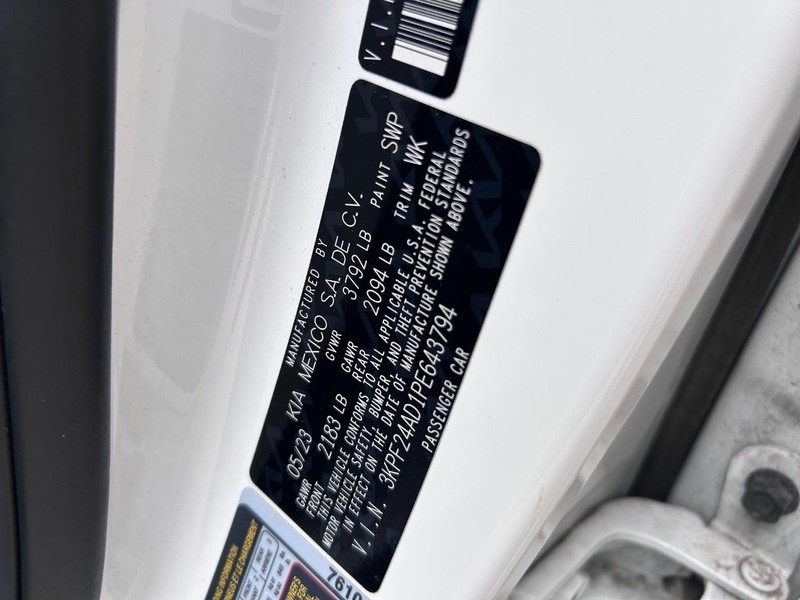 V.I.N
MANUFACTURED BY
05/23 KIA MEXICO S.A. DE C.V.
GVWR 3792 LB PAINT SWP
GAWR FRONT 2183 LB GAWR REAR 2094 LB TRIM WK
THIS VEHICLE CONFORMS TO ALL APPLICABLE U.S.A. FEDERAL
MOTOR VEHICLE SAFETY, BUMPER, AND THEFT PREVENTION STANDARDS
IN EFFECT ON THE DATE OF MANUFACTURE SHOWN ABOVE.
V.I.N. 3KPF24AD1PE643794
PASSENGER CAR
7610